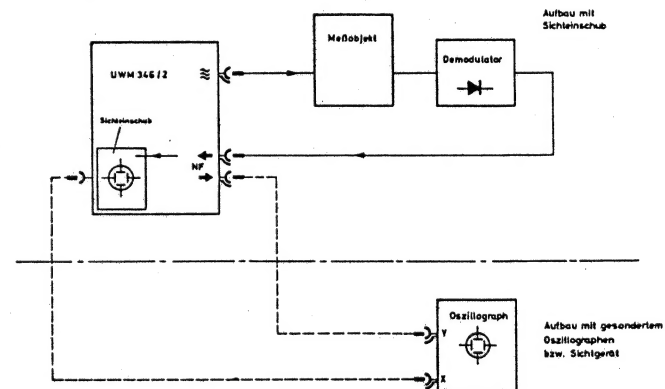 Aufbau mit
Sichteinschub
Meßobjekt
Demodulator
UWM 346/2
Sichteinschub
NF
Oszillograph
Y
X
Aufbau mit gesondertem
Oszillographen
bzw. Sichtgerät